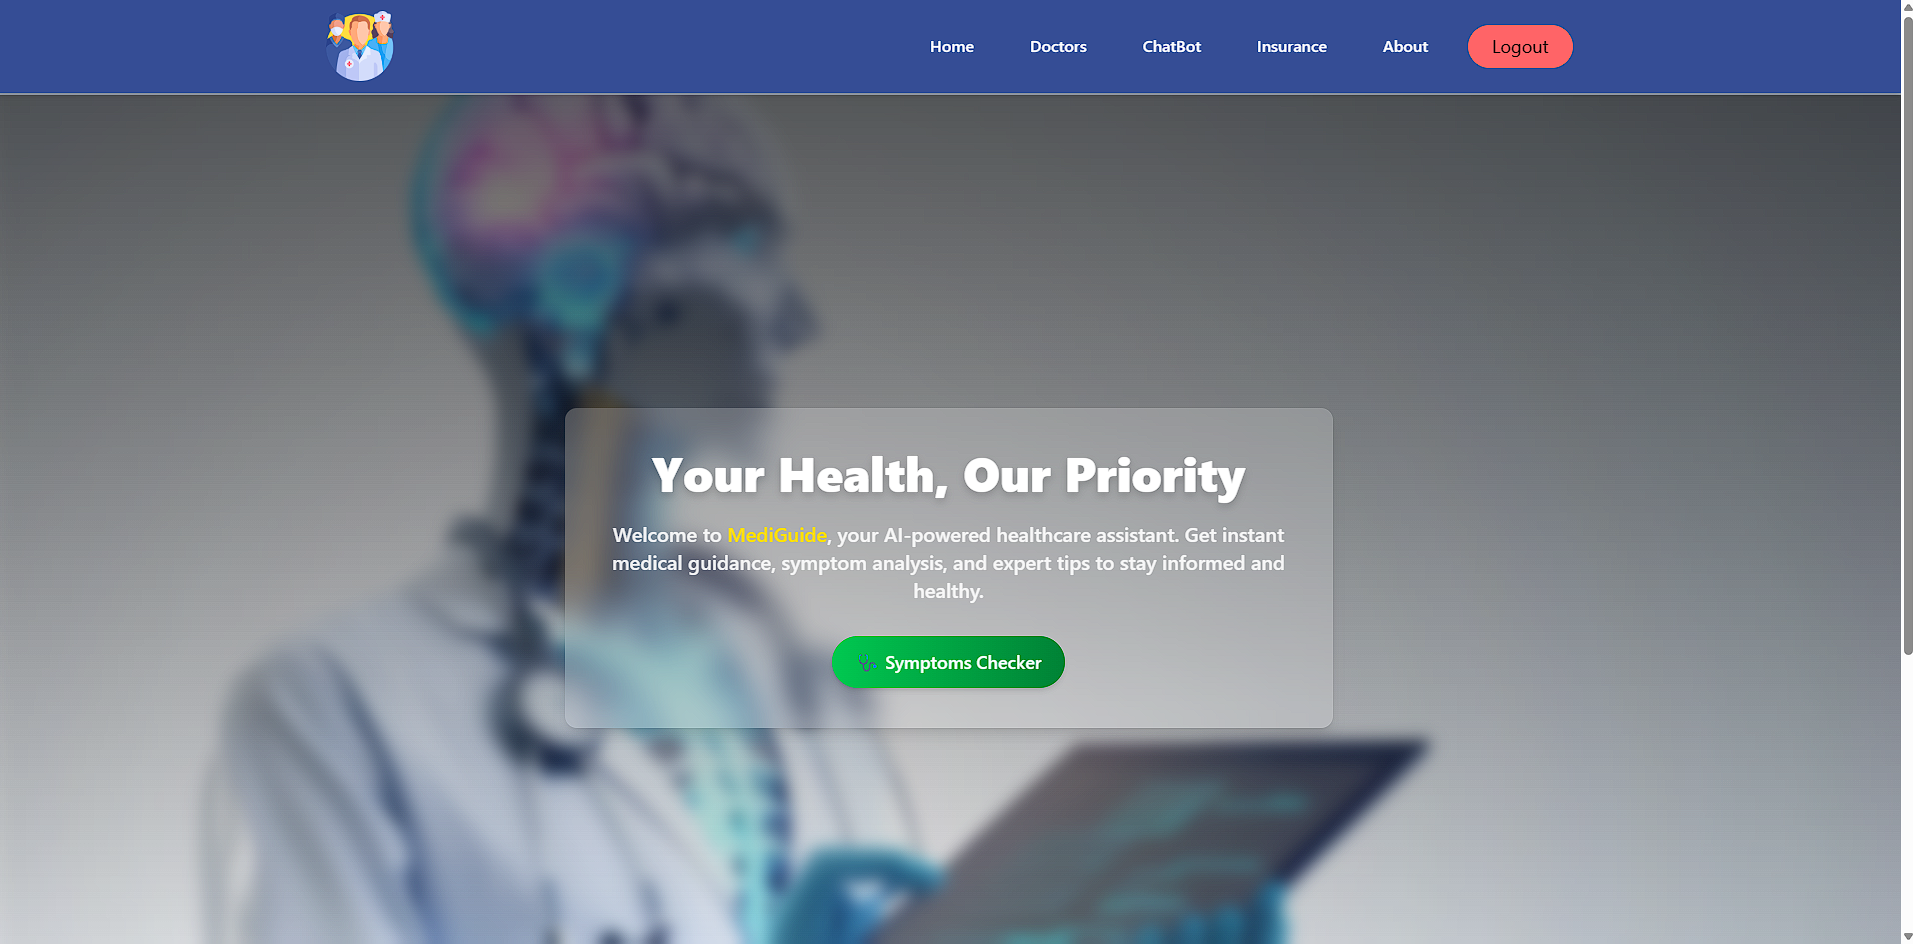 Home Doctors ChatBot Insurance About Logout
Your Health, Our Priority
Welcome to MediGuide, your AI-powered healthcare assistant. Get instant
medical guidance, symptom analysis, and expert tips to stay informed and
healthy.
Symptoms Checker